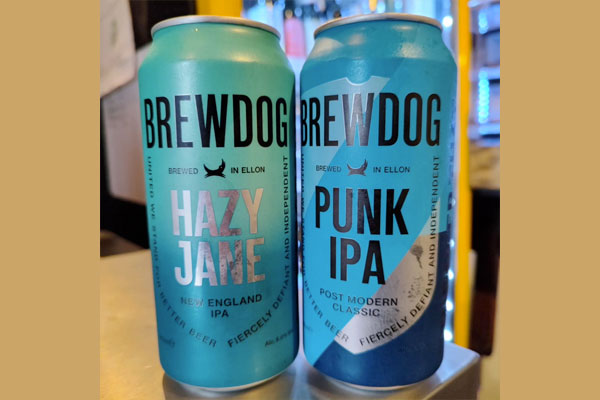 BREWDOG
BREWED IN ELLON
HAZY
JANE
NEW ENGLAND
IPA
UNITED WE STAND FOR BETTER BEER
FIERCELY DEFIANT AND INDEPENDENT
BREWDOG
BREWED IN ELLON
PUNK
IPA
POST MODERN
CLASSIC
BETTER BEER
FIERCELY DEFIANT AND INDEPENDENT